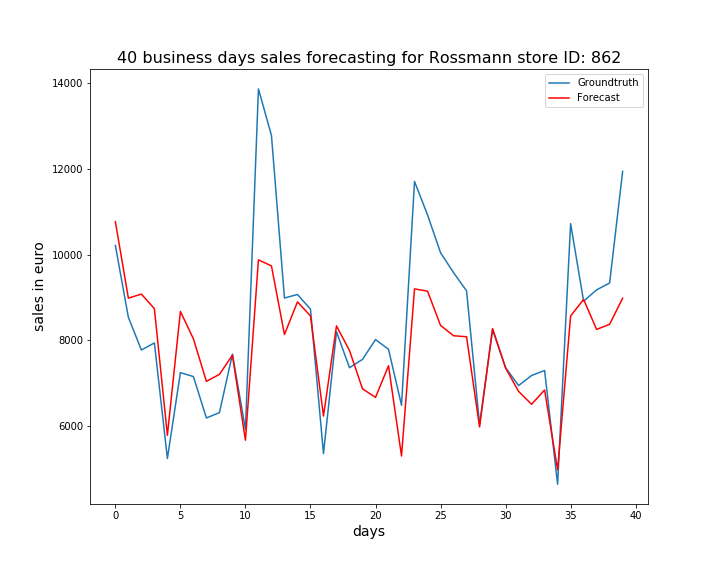 40 business days sales forecasting for Rossmann store ID: 862
Groundtruth
Forecast
sales in euro
14000
12000
10000
8000
6000
0 5 10 15 20 25 30 35 40
days